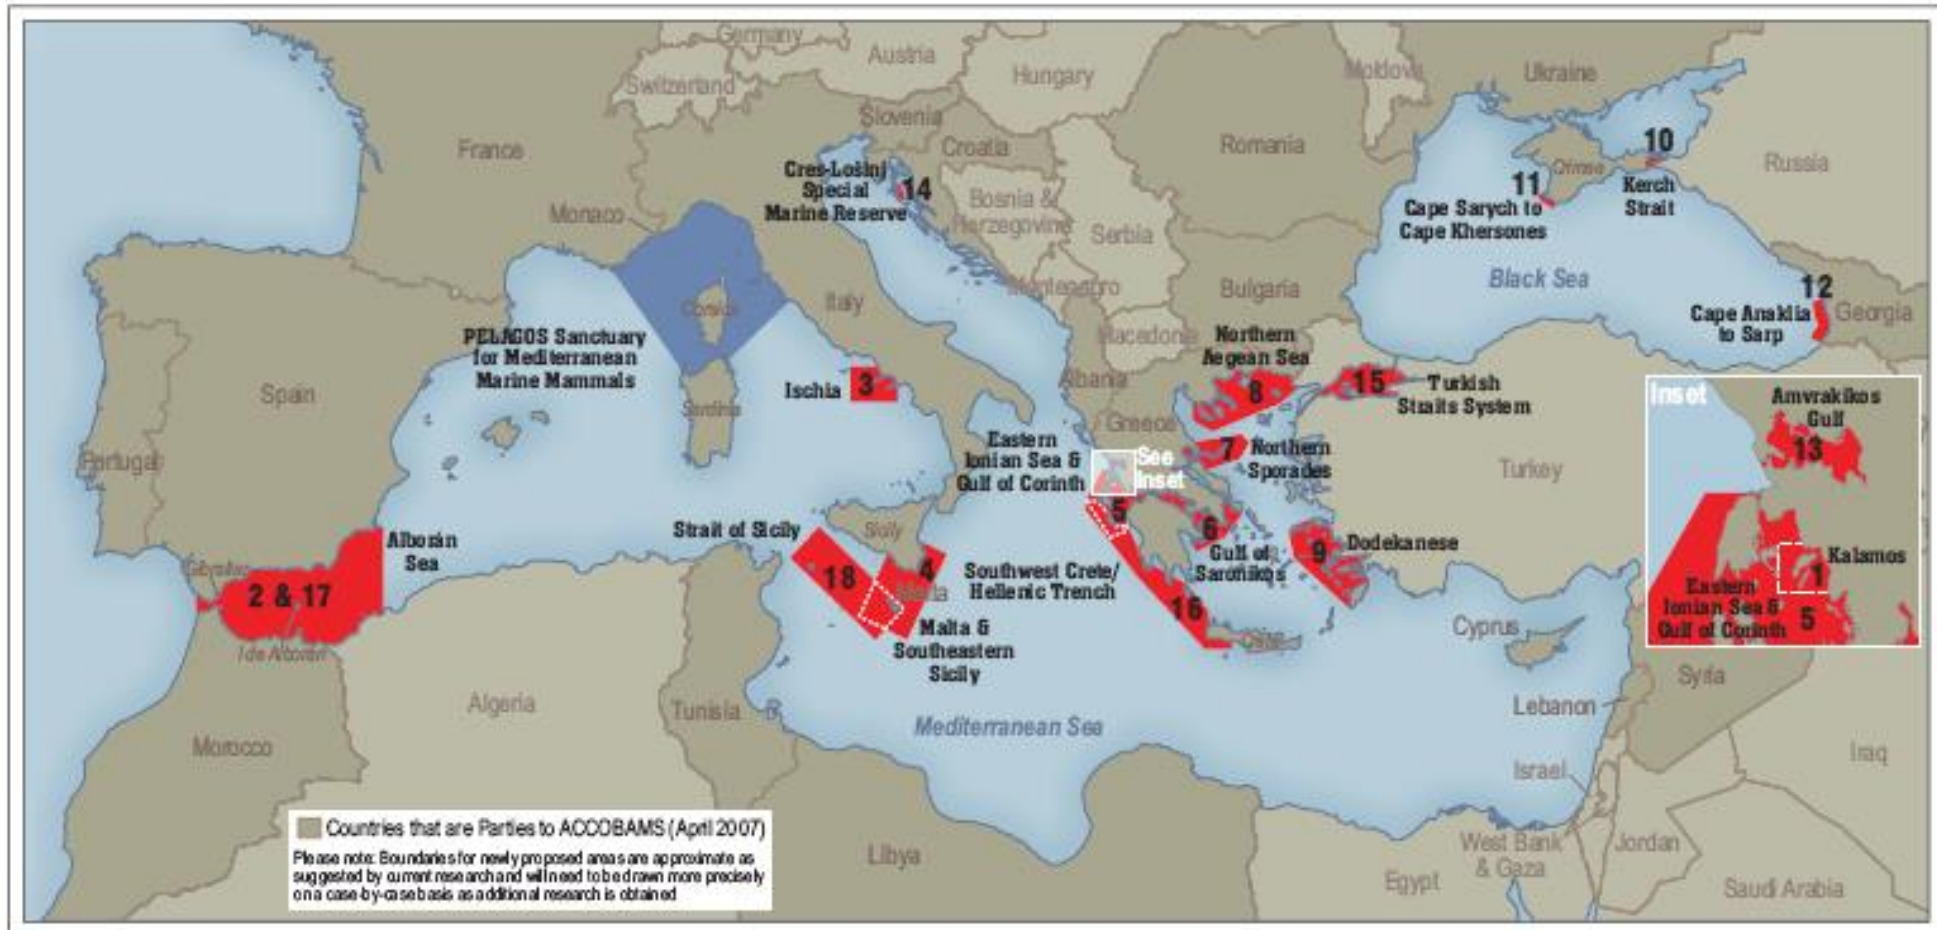 Germany
Austria
Switzerland
Hungary
Moldova
Ukraine
Slovenia
France
Croatia
Romania
Russia
10
Crimea
Kerch
Strait
11
Cape Sarych to
Cape Khersones
Cres-Lošinj
Special
Marine Reserve
14
Monaco
Bosnia &
Herzegovina
Serbia
Montenegro
Bulgaria
Black Sea
12
Cape Anaklia
to Sarp
Georgia
Italy
Corsica
PELAGOS Sanctuary
for Mediterranean
Marine Mammals
Macedonia
Northern
Aegean Sea
8
15
Turkish
Straits System
Albania
Ischia
3
Spain
Sardinia
Greece
Portugal
Eastern
Ionian Sea &
Gulf of Corinth
See
Inset
7
Northern
Sporades
Turkey
Inset
Amvrakikos
Gulf
13
Kalamos
1
Eastern
Ionian Sea &
Gulf of Corinth
5
5
6
Gulf of
Saronikos
9
Dodekanese
Strait of Sicily
Sicily
18
4
Malta
Malta &
Southeastern
Sicily
Southwest Crete/
Hellenic Trench
16
Crete
Alborán
Sea
Gibraltar
2 & 17
I de Alborán
Cyprus
Syria
Lebanon
Iraq
Israel
Algeria
Tunisia
Mediterranean Sea
Morocco
Libya
West Bank
& Gaza
Jordan
Egypt
Saudi Arabia
Countries that are Parties to ACCOBAMS (April 2007)
Please note: Boundaries for newly proposed areas are approximate as
suggested by current research and will need to be drawn more precisely
on a case-by-case basis as additional research is obtained